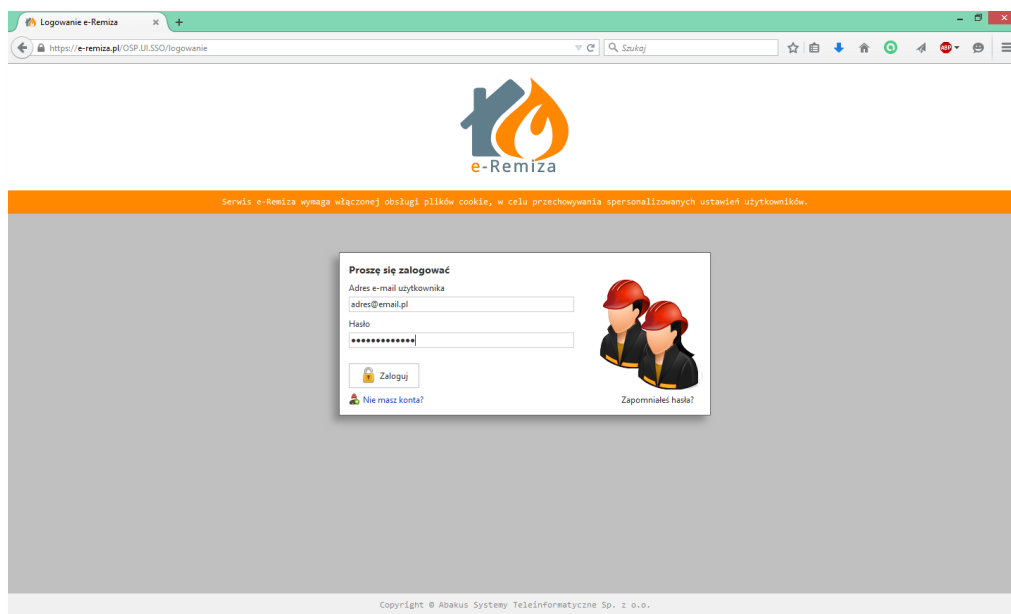 Logowanie e-Remiza
https://e-remiza.pl/OSP.UI.SSO/logowanie
Szukaj
ABP
e-Remiza
Serwis e-Remiza wymaga włączonej obsługi plików cookie, w celu przechowywania spersonalizowanych ustawień użytkowników.
Proszę się zalogować
Adres e-mail użytkownika
adres@email.pl
Hasło
•••••••••••••
Zaloguj
Nie masz konta?
Zapomniałeś hasła?
Copyright © Abakus Systemy Teleinformatyczne Sp. z o.o.